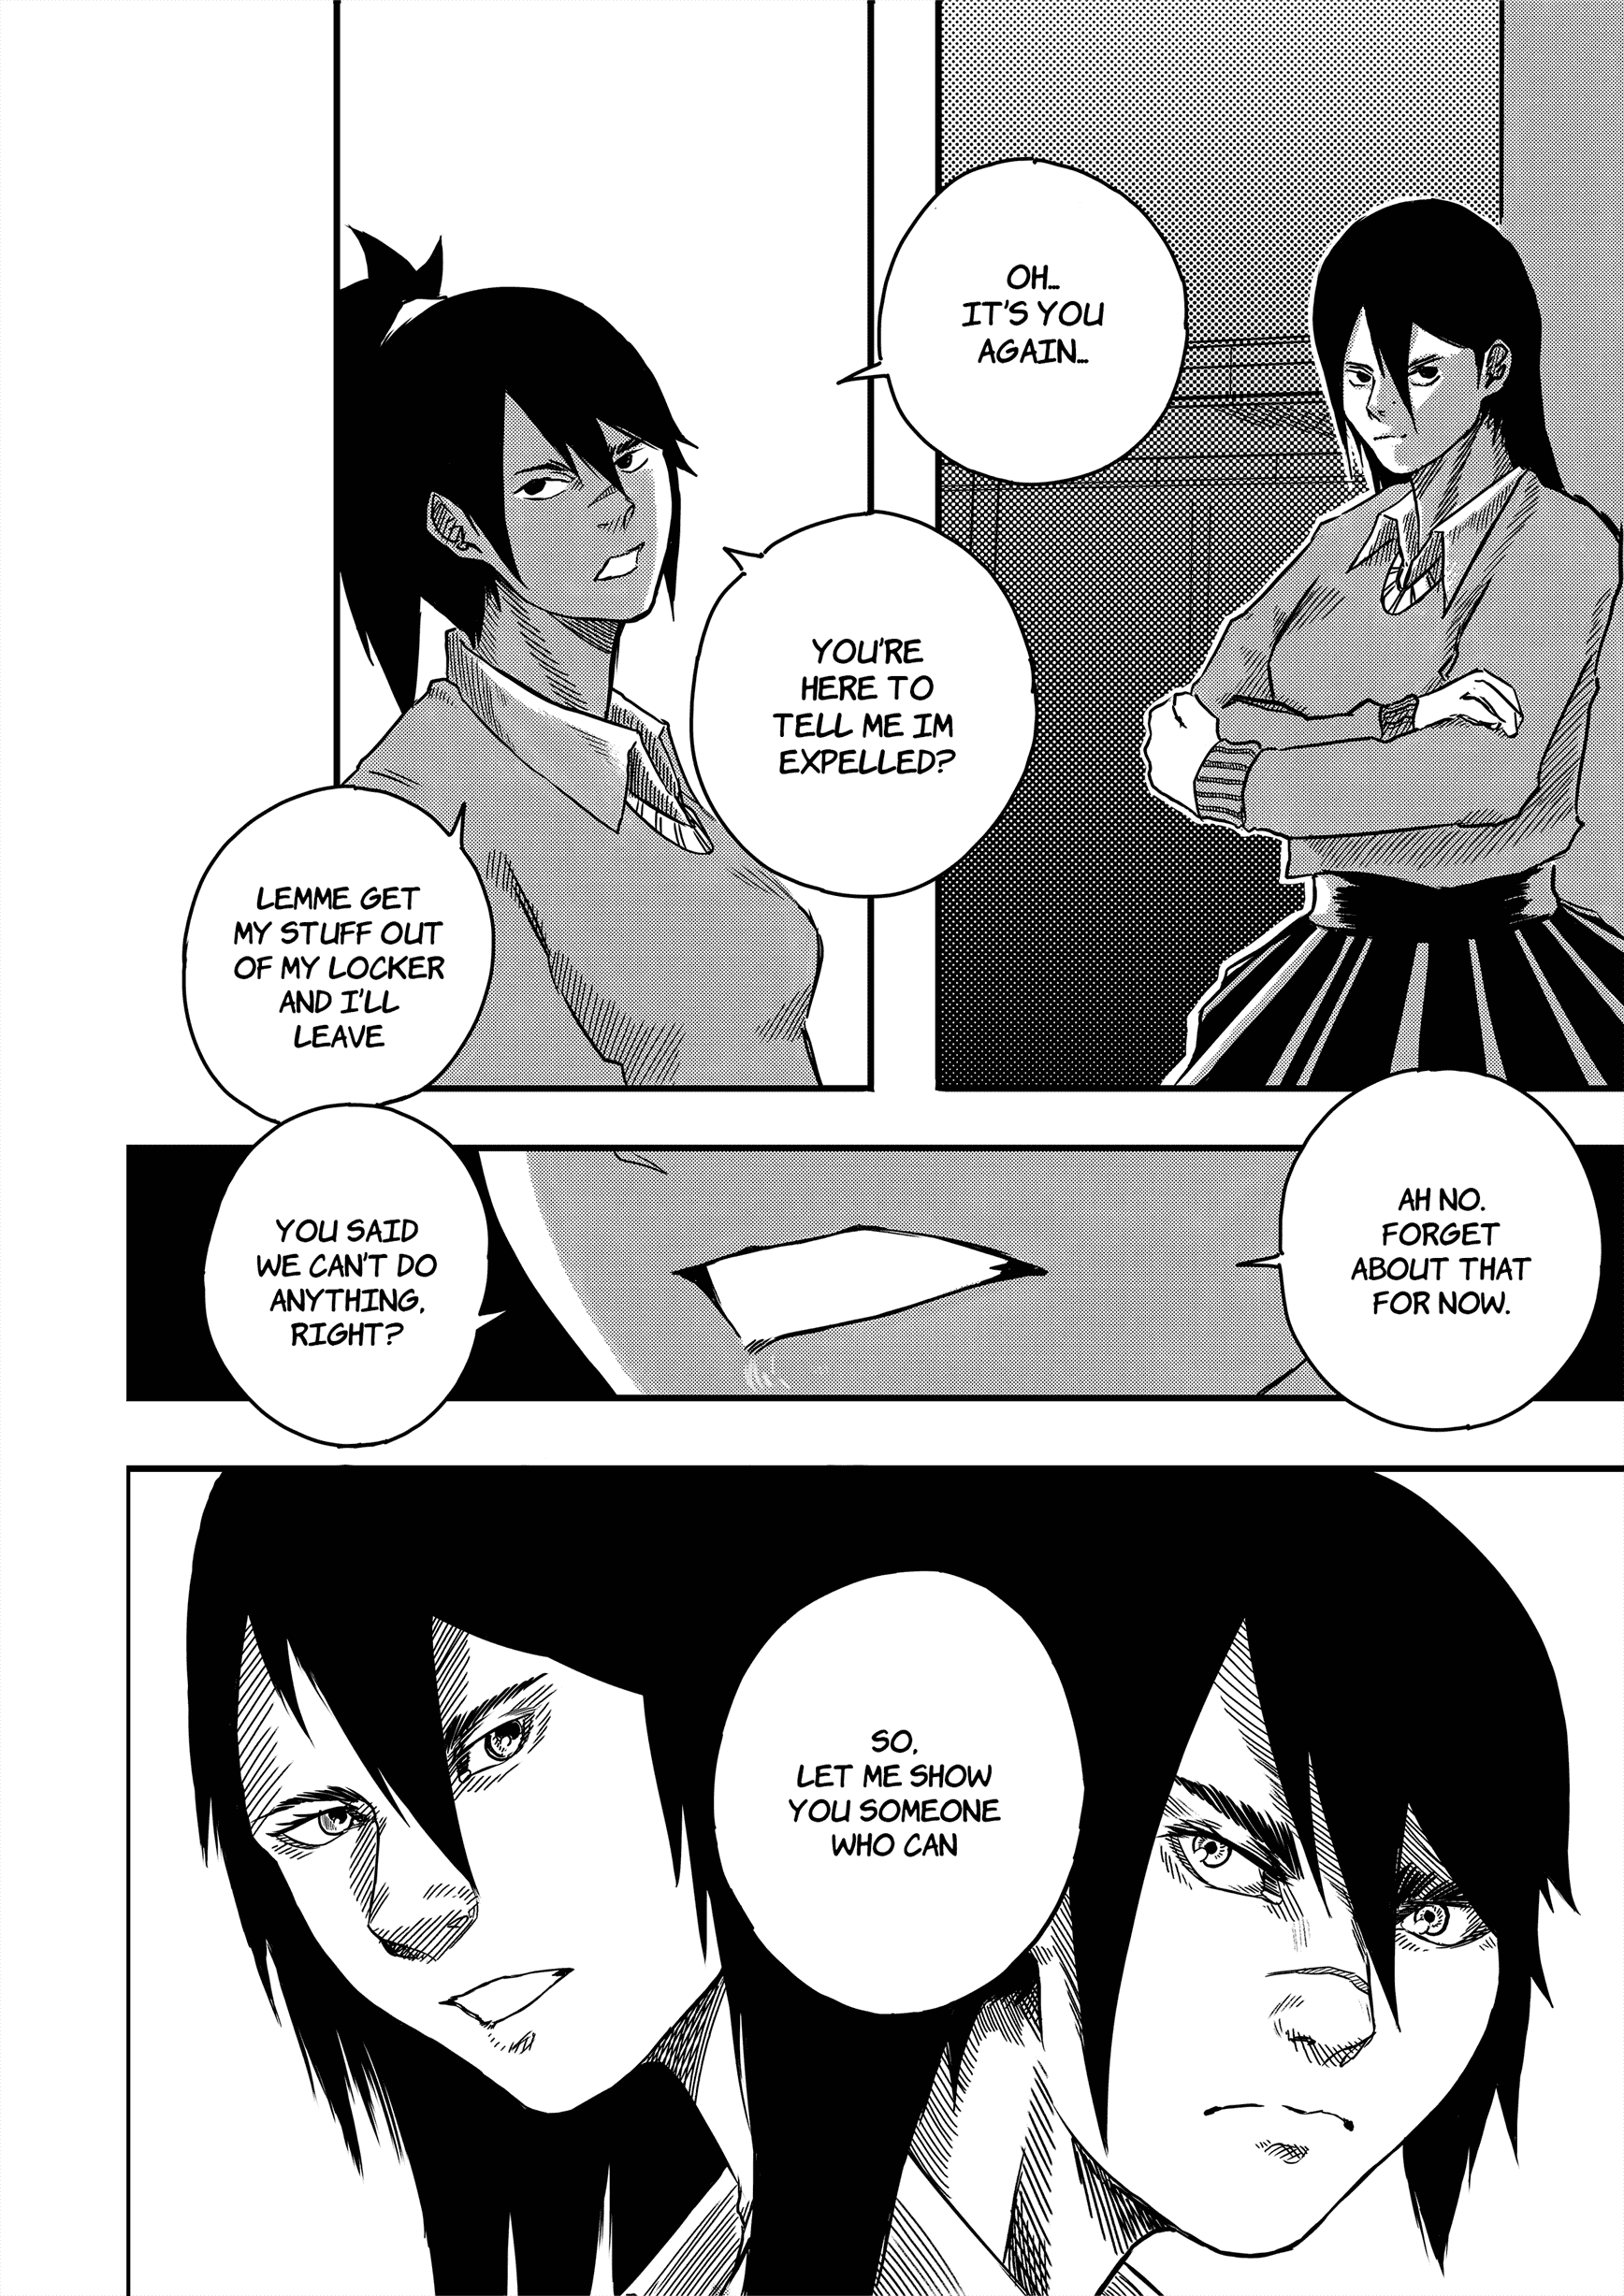 OH...
IT'S YOU
AGAIN...
YOU'RE
HERE TO
TELL ME IM
EXPELLED?
LEMME GET
MY STUFF OUT
OF MY LOCKER
AND I'LL
LEAVE
AH NO.
FORGET
ABOUT THAT
FOR NOW.
YOU SAID
WE CAN'T DO
ANYTHING,
RIGHT?
SO,
LET ME SHOW
YOU SOMEONE
WHO CAN